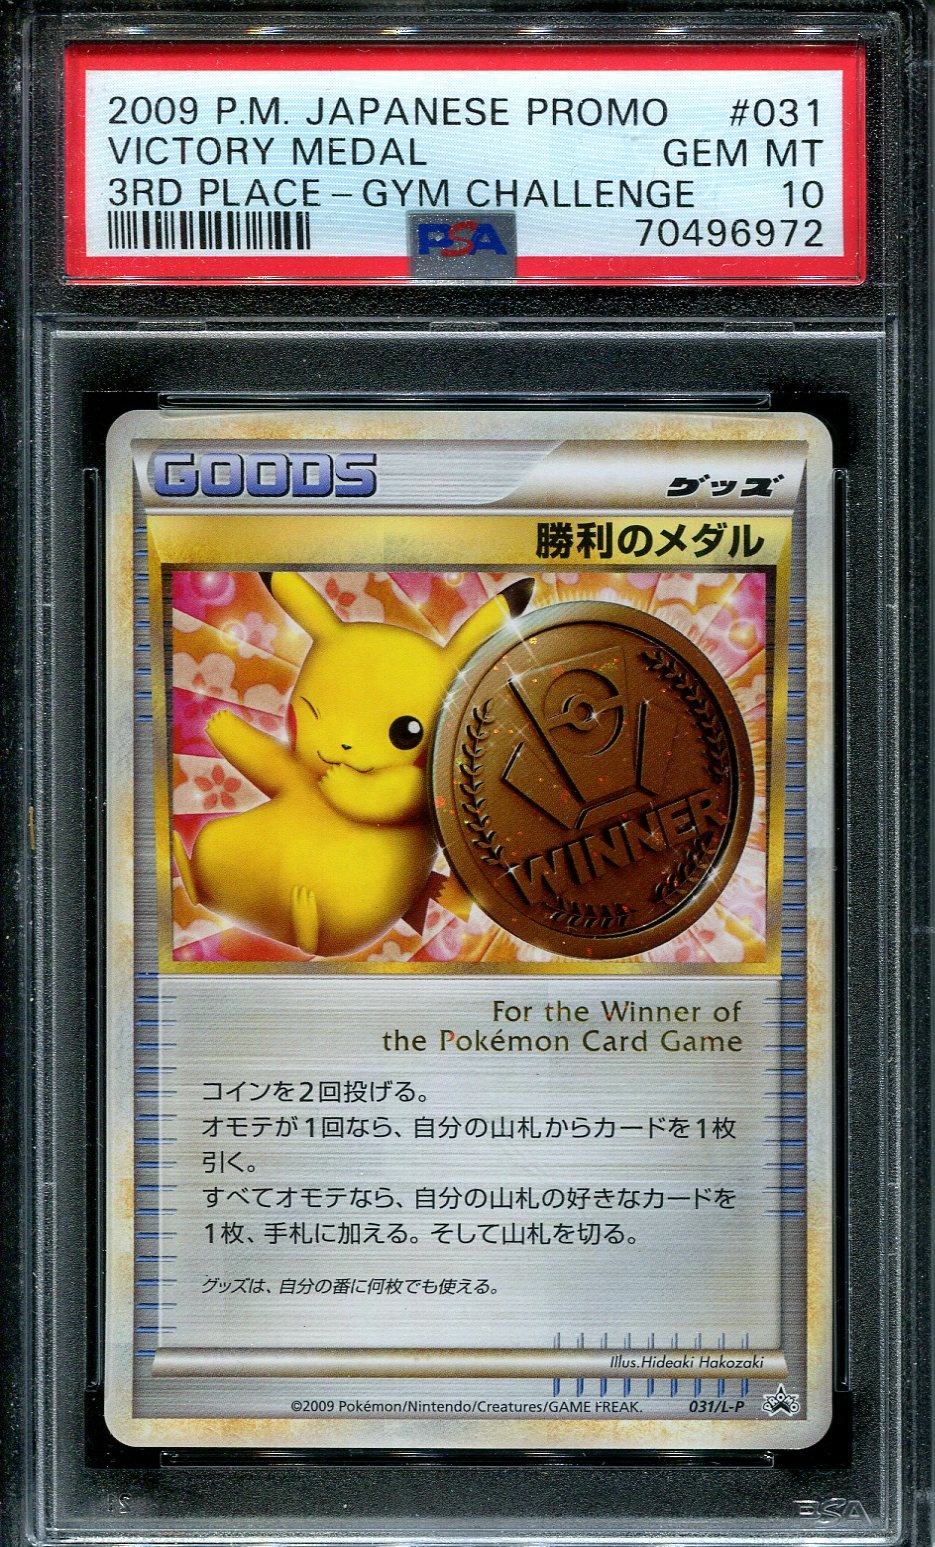 2009 P.M. JAPANESE PROMO #031
VICTORY MEDAL GEM MT
3RD PLACE - GYM CHALLENGE 10
PSA 70496972
GOODS グッズ
勝利のメダル
WINNER
For the Winner of
the Pokémon Card Game
コインを2回投げる。
オモテが1回なら、自分の山札からカードを1枚
引く。
すべてオモテなら、自分の山札の好きなカードを
1枚、手札に加える。そして山札を切る。
グッズは、自分の番に何枚でも使える。
Illus.Hideaki Hakozaki
©2009 Pokémon/Nintendo/Creatures/GAME FREAK. 031/L-P
PSA